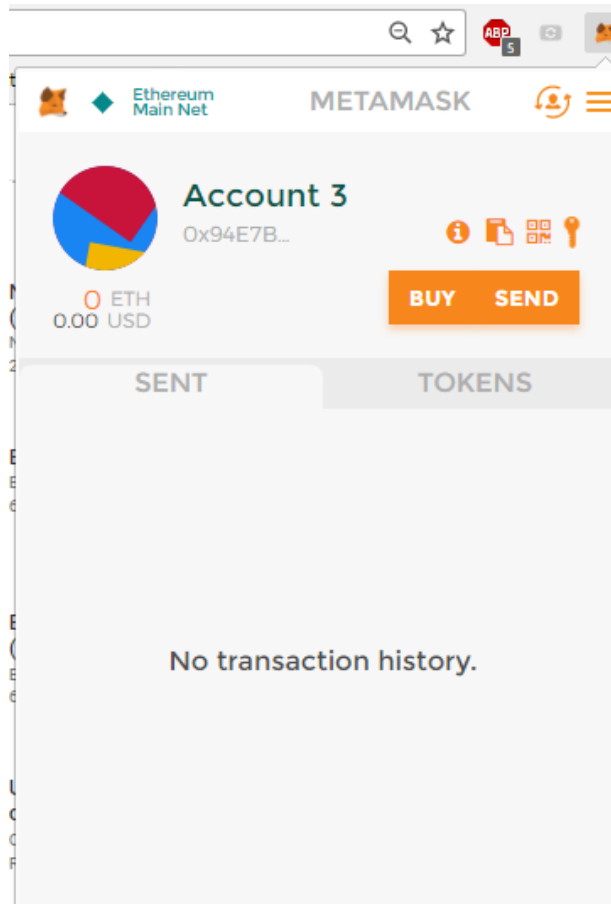 ABP
5
Ethereum
Main Net
METAMASK
Account 3
0x94E7B...
0 ETH
0.00 USD
BUY
SEND
SENT
TOKENS
No transaction history.